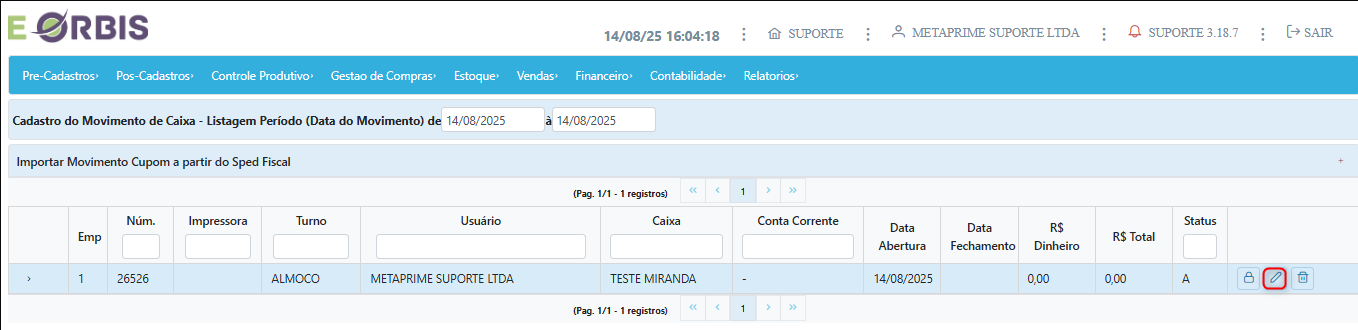 E ORBIS
14/08/25 16:04:18 SUPORTE METAPRIME SUPORTE LTDA SUPORTE 3.18.7 SAIR
Pre-Cadastros Pos-Cadastros Controle Produtivo Gestao de Compras Estoque Vendas Financeiro Contabilidade Relatorios
Cadastro do Movimento de Caixa - Listagem Período (Data do Movimento) de 14/08/2025 à 14/08/2025
Importar Movimento Cupom a partir do Sped Fiscal +
(Pag. 1/1 - 1 registros) « ‹ 1 › »
Emp Núm. Impressora Turno Usuário Caixa Conta Corrente Data Abertura Data Fechamento R$ Dinheiro R$ Total Status
› 1 26526 ALMOCO METAPRIME SUPORTE LTDA TESTE MIRANDA - 14/08/2025 0,00 0,00 A
(Pag. 1/1 - 1 registros) « ‹ 1 › »